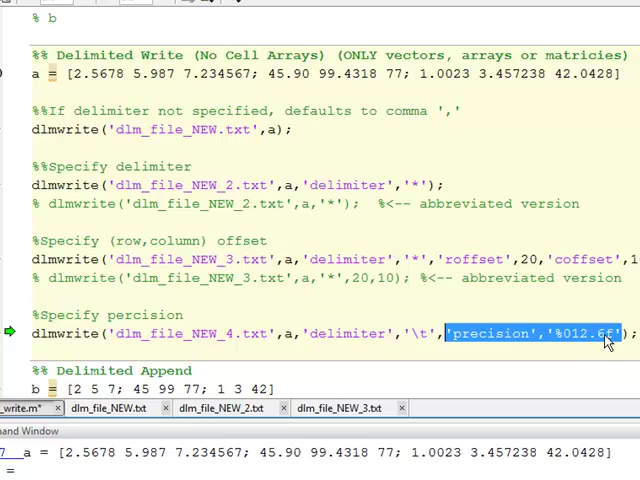 % b
%% Delimited Write (No Cell Arrays) (ONLY vectors, arrays or matricies)
a = [2.5678 5.987 7.234567; 45.90 99.4318 77; 1.0023 3.457238 42.0428]
%%If delimiter not specified, defaults to comma ','
dlmwrite('dlm_file_NEW.txt',a);
%%Specify delimiter
dlmwrite('dlm_file_NEW_2.txt',a,'delimiter','*');
% dlmwrite('dlm_file_NEW_2.txt',a,'*'); %<-- abbreviated version
%Specify (row,column) offset
dlmwrite('dlm_file_NEW_3.txt',a,'delimiter','*','roffset',20,'coffset',10
% dlmwrite('dlm_file_NEW_3.txt',a,'*',20,10); %<-- abbreviated version
%Specify percision
dlmwrite('dlm_file_NEW_4.txt',a,'delimiter','\t','precision','%012.6f');
%% Delimited Append
b = [2 5 7; 45 99 77; 1 3 42]
_write.m* × dlm_file_NEW.txt × dlm_file_NEW_2.txt × dlm_file_NEW_3.txt ×
mand Window
7 a = [2.5678 5.987 7.234567; 45.90 99.4318 77; 1.0023 3.457238 42.0428]
=